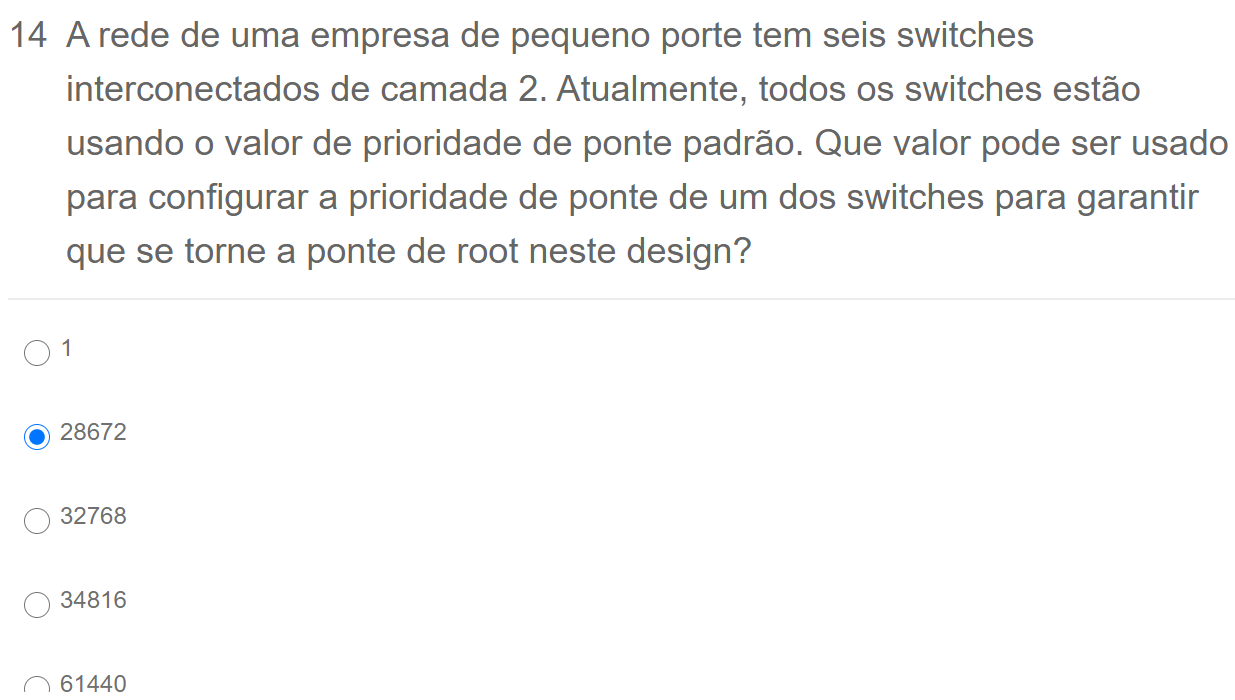 14 A rede de uma empresa de pequeno porte tem seis switches
interconectados de camada 2. Atualmente, todos os switches estão
usando o valor de prioridade de ponte padrão. Que valor pode ser usado
para configurar a prioridade de ponte de um dos switches para garantir
que se torne a ponte de root neste design?
1
28672
32768
34816
61440